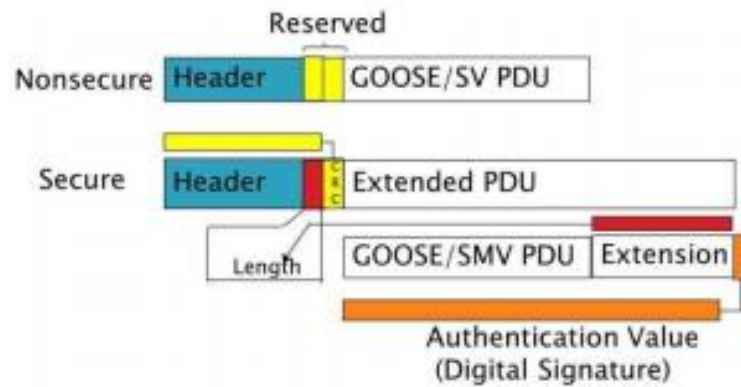 Reserved
Nonsecure Header GOOSE/SV PDU
Secure Header CRC Extended PDU
Length GOOSE/SMV PDU Extension
Authentication Value
(Digital Signature)